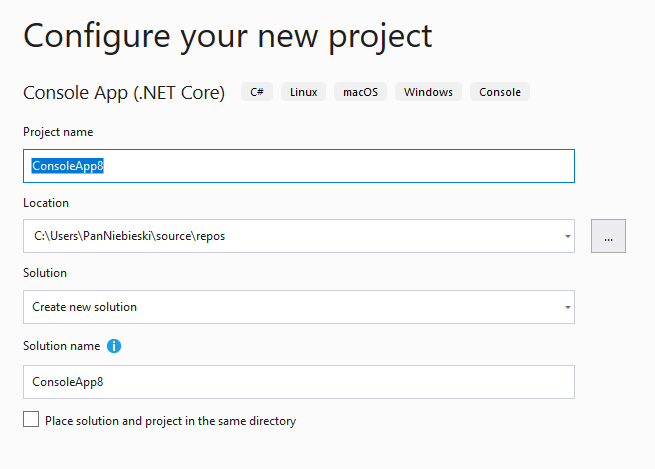 Configure your new project
Console App (.NET Core) C# Linux macOS Windows Console
Project name
ConsoleApp8
Location
C:\Users\PanNiebieski\source\repos
...
Solution
Create new solution
Solution name
ConsoleApp8
Place solution and project in the same directory